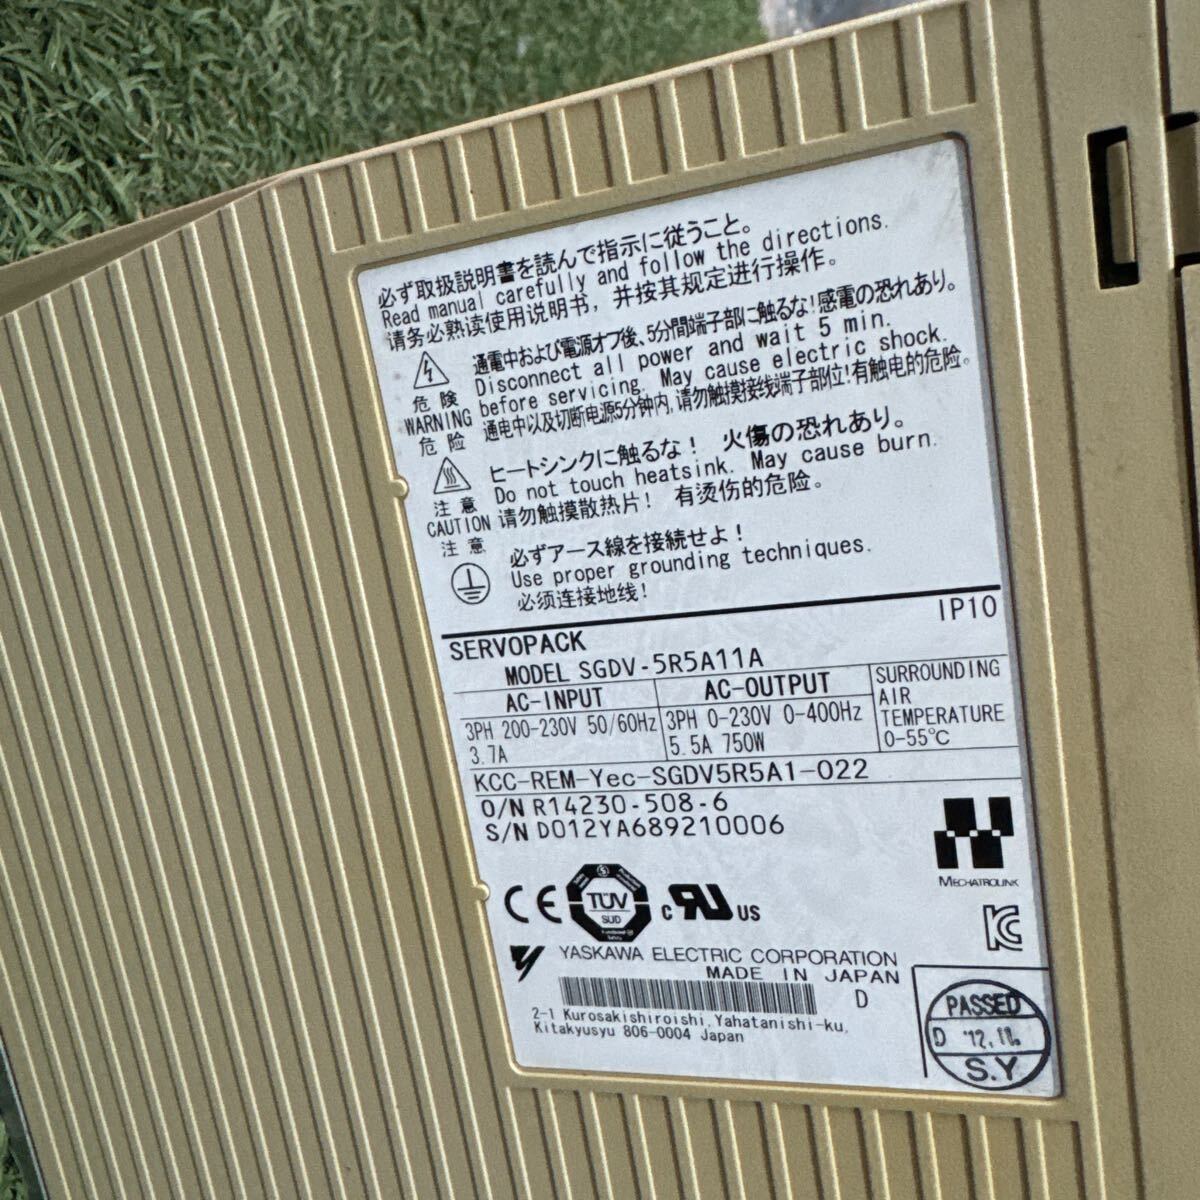 必ず取扱説明書を読んで指示に従うこと。
Read manual carefully and follow the directions.
请务必熟读使用说明书，并按其规定进行操作。
危険
WARNING
危险
通電中および電源オフ後、5分間端子部に触るな!感電の恐れあり。
Disconnect all power and wait 5 min.
before servicing. May cause electric shock.
通电中以及切断电源5分钟内,请勿触摸接线端子部位!有触电的危险。
注意
CAUTION
注意
ヒートシンクに触るな! 火傷の恐れあり。
Do not touch heatsink. May cause burn.
请勿触摸散热片! 有烫伤的危险。
必ずアース線を接続せよ!
Use proper grounding techniques.
必须连接地线!
IP10
SERVOPACK
MODEL SGDV-5R5A11A
AC-INPUT
3PH 200-230V 50/60Hz
3.7A
AC-OUTPUT
3PH 0-230V 0-400Hz
5.5A 750W
SURROUNDING
AIR
TEMPERATURE
0-55℃
KCC-REM-Yec-SGDV5R5A1-022
O/N R14230-508-6
S/N D012YA689210006
MECHATROLINK
CE
TÜV
SÜD
c RU US
KC
YASKAWA ELECTRIC CORPORATION
MADE IN JAPAN
D
2-1 Kurosakishiroishi,Yahatanishi-ku,
Kitakyusyu 806-0004 Japan
PASSED
D '12.11.
S.Y